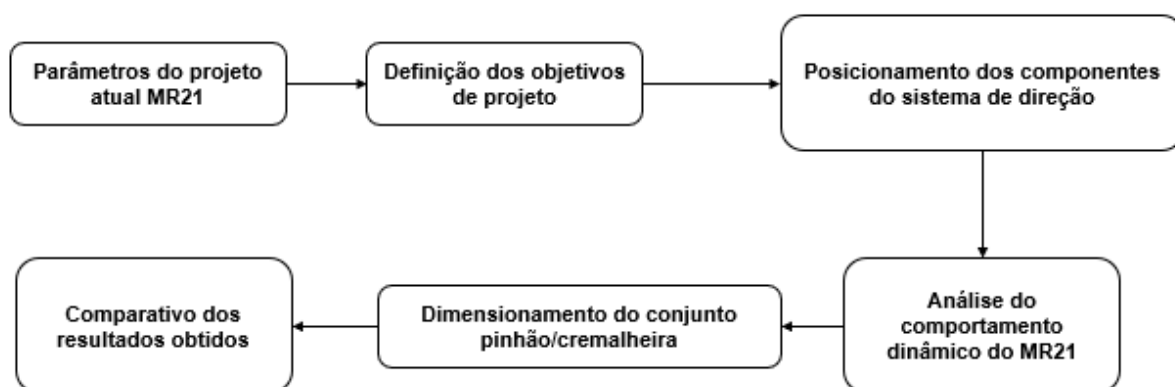 Parâmetros do projeto
atual MR21
Definição dos objetivos
de projeto
Posicionamento dos componentes
do sistema de direção
Análise do
comportamento
dinâmico do MR21
Dimensionamento do conjunto
pinhão/cremalheira
Comparativo dos
resultados obtidos